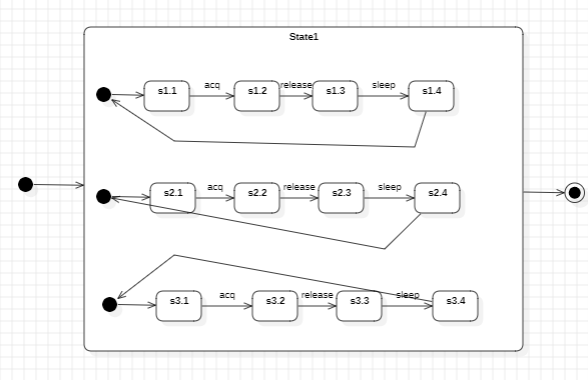 State1
s1.1 acq s1.2 release s1.3 sleep s1.4
s2.1 acq s2.2 release s2.3 sleep s2.4
s3.1 acq s3.2 release s3.3 sleep s3.4